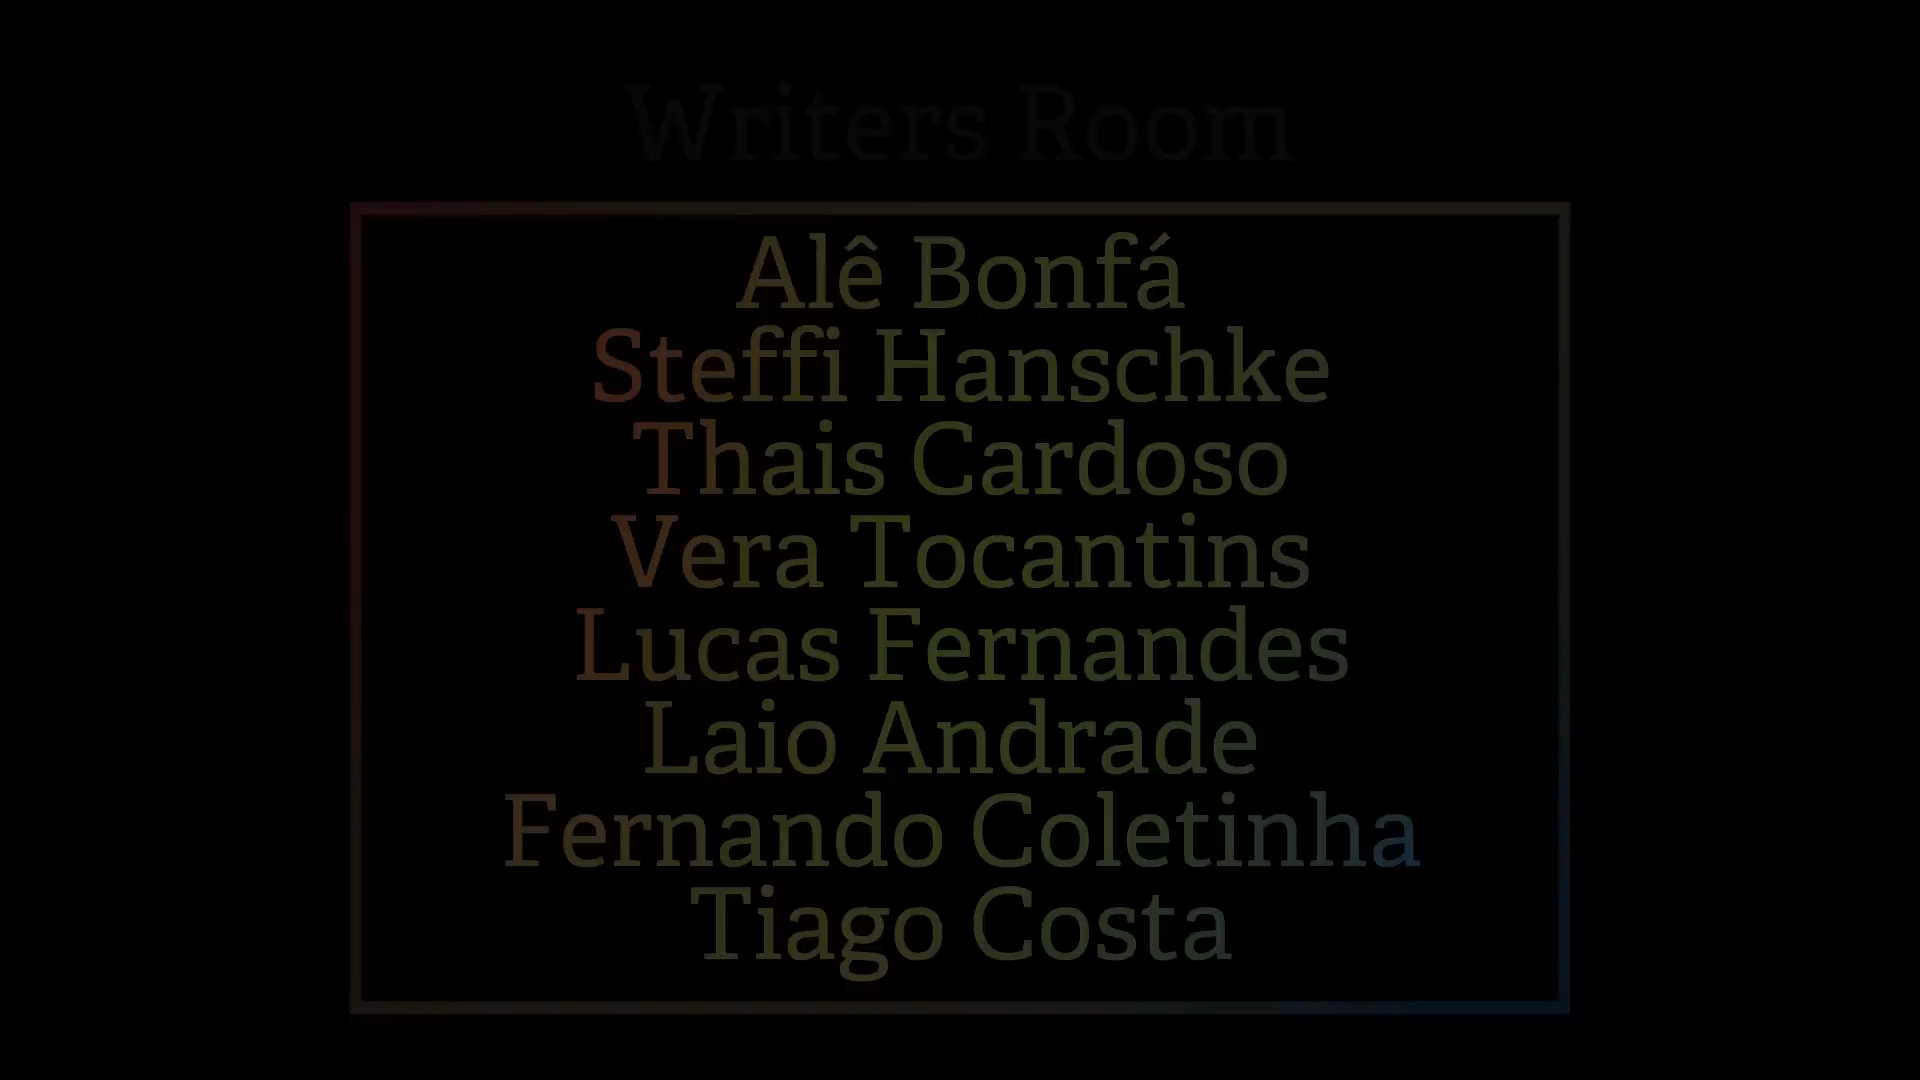 Writers Room
Alê Bonfá
Steffi Hanschke
Thais Cardoso
Vera Tocantins
Lucas Fernandes
Laio Andrade
Fernando Coletinha
Tiago Costa